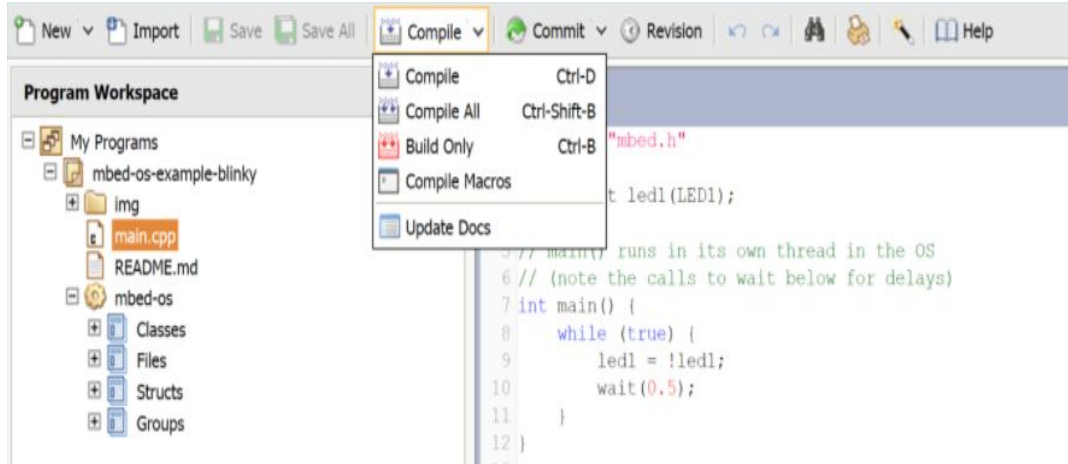 New Import Save Save All Compile Commit Revision Help
Program Workspace
My Programs
mbed-os-example-blinky
img
main.cpp
README.md
mbed-os
Classes
Files
Structs
Groups
Compile Ctrl-D
Compile All Ctrl-Shift-B
Build Only Ctrl-B
Compile Macros
Update Docs
"mbed.h"
t led1(LED1);
// main() runs in its own thread in the OS
6 // (note the calls to wait below for delays)
7 int main() {
8 while (true) {
9 led1 = !led1;
10 wait(0.5);
11 }
12 }